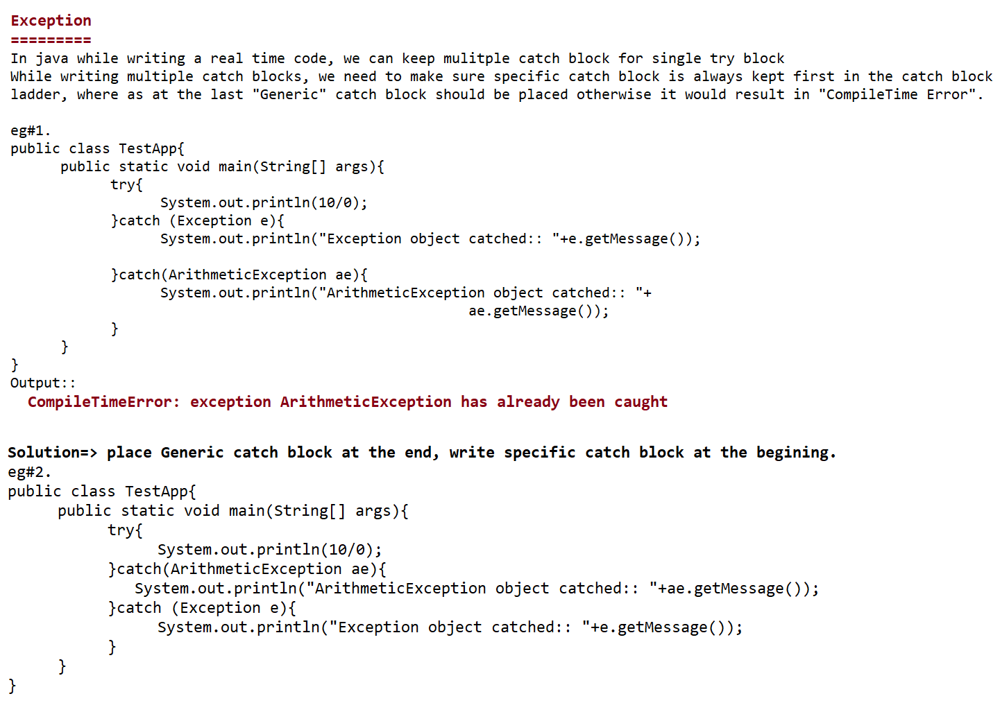 Exception
=========
In java while writing a real time code, we can keep mulitple catch block for single try block
While writing multiple catch blocks, we need to make sure specific catch block is always kept first in the catch block
ladder, where as at the last "Generic" catch block should be placed otherwise it would result in "CompileTime Error".
eg#1.
public class TestApp{
public static void main(String[] args){
try{
System.out.println(10/0);
}catch (Exception e){
System.out.println("Exception object catched:: "+e.getMessage());
}catch(ArithmeticException ae){
System.out.println("ArithmeticException object catched:: "+
ae.getMessage());
}
}
}
Output::
CompileTimeError: exception ArithmeticException has already been caught
Solution=> place Generic catch block at the end, write specific catch block at the begining.
eg#2.
public class TestApp{
public static void main(String[] args){
try{
System.out.println(10/0);
}catch(ArithmeticException ae){
System.out.println("ArithmeticException object catched:: "+ae.getMessage());
}catch (Exception e){
System.out.println("Exception object catched:: "+e.getMessage());
}
}
}